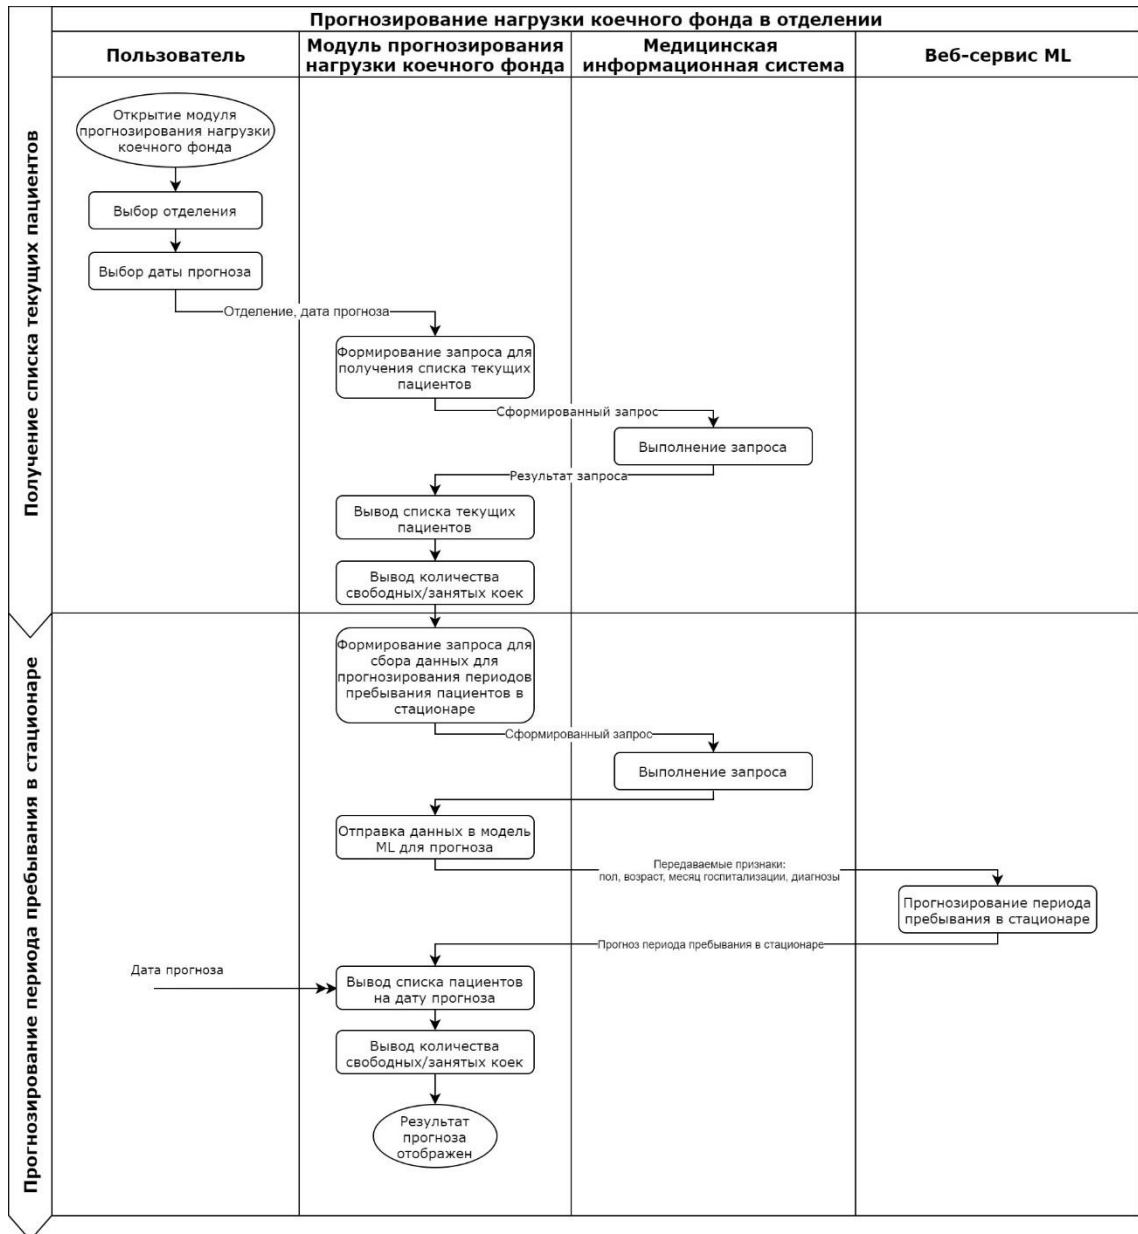 Прогнозирование нагрузки коечного фонда в отделении
Пользователь
Модуль прогнозирования
нагрузки коечного фонда
Медицинская
информационная система
Веб-сервис ML
Получение списка текущих пациентов
Открытие модуля
прогнозирования нагрузки
коечного фонда
Выбор отделения
Выбор даты прогноза
Отделение, дата прогноза
Формирование запроса для
получения списка текущих
пациентов
Сформированный запрос
Выполнение запроса
Результат запроса
Вывод списка текущих
пациентов
Вывод количества
свободных/занятых коек
Прогнозирование периода пребывания в стационаре
Формирование запроса для
сбора данных для
прогнозирования периодов
пребывания пациентов в
стационаре
Сформированный запрос
Выполнение запроса
Отправка данных в модель
ML для прогноза
Передаваемые признаки:
пол, возраст, месяц госпитализации, диагнозы
Прогнозирование периода
пребывания в стационаре
Прогноз периода пребывания в стационаре
Дата прогноза
Вывод списка пациентов
на дату прогноза
Вывод количества
свободных/занятых коек
Результат
прогноза
отображен